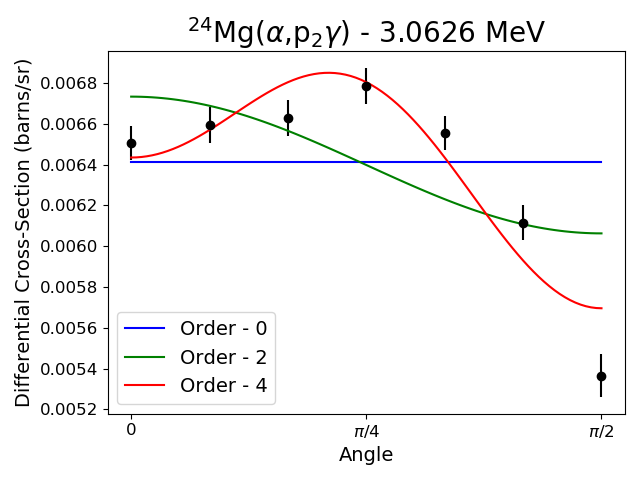 ²⁴Mg(α,p₂γ) - 3.0626 MeV
Differential Cross-Section (barns/sr)
0.0068
0.0066
0.0064
0.0062
0.0060
0.0058
0.0056
0.0054
0.0052
Order - 0
Order - 2
Order - 4
0
π/4
π/2
Angle